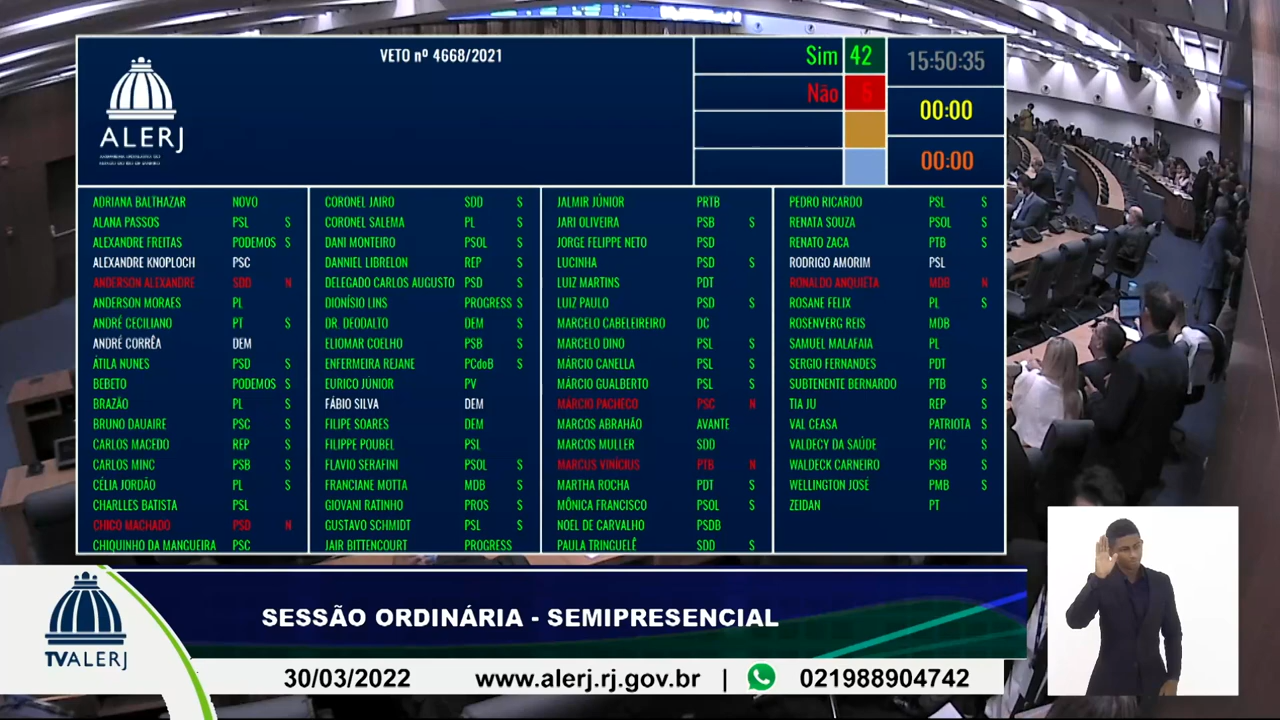 VETO nº 4668/2021
Sim 42
Não 5
15:50:35
00:00
00:00
ALERJ
ADRIANA BALTHAZAR NOVO
ALANA PASSOS PSL S
ALEXANDRE FREITAS PODEMOS S
ALEXANDRE KNOPLOCH PSC
ANDERSON ALEXANDRE SDD N
ANDERSON MORAES PL
ANDRÉ CECILIANO PT S
ANDRÉ CORRÊA DEM
ÁTILA NUNES PSD S
BEBETO PODEMOS S
BRAZÃO PL S
BRUNO DAUAIRE PSC S
CARLOS MACEDO REP S
CARLOS MINC PSB S
CÉLIA JORDÃO PL S
CHARLLES BATISTA PSL
CHICO MACHADO PSD N
CHIQUINHO DA MANGUEIRA PSC
CORONEL JAIRO SDD S
CORONEL SALEMA PL S
DANI MONTEIRO PSOL S
DANNIEL LIBRELON REP S
DELEGADO CARLOS AUGUSTO PSD S
DIONÍSIO LINS PROGRESS S
DR. DEODALTO DEM S
ELIOMAR COELHO PSB S
ENFERMEIRA REJANE PCdoB S
EURICO JÚNIOR PV
FÁBIO SILVA DEM
FILIPE SOARES DEM
FILIPPE POUBEL PSL
FLAVIO SERAFINI PSOL S
FRANCIANE MOTTA MDB S
GIOVANI RATINHO PROS S
GUSTAVO SCHMIDT PSL S
JAIR BITTENCOURT PROGRESS
JALMIR JÚNIOR PRTB
JARI OLIVEIRA PSB S
JORGE FELIPPE NETO PSD
LUCINHA PSD S
LUIZ MARTINS PDT
LUIZ PAULO PSD S
MARCELO CABELEIREIRO DC
MARCELO DINO PSL S
MÁRCIO CANELLA PSL S
MÁRCIO GUALBERTO PSL S
MÁRCIO PACHECO PSC N
MARCOS ABRAHÃO AVANTE
MARCOS MULLER SDD
MARCUS VINÍCIUS PTB N
MARTHA ROCHA PDT S
MÔNICA FRANCISCO PSOL S
NOEL DE CARVALHO PSDB
PAULA TRINGUELÊ SDD S
PEDRO RICARDO PSL S
RENATA SOUZA PSOL S
RENATO ZACA PTB S
RODRIGO AMORIM PSL
RONALDO ANQUIETA MDB N
ROSANE FELIX PL S
ROSENVERG REIS MDB
SAMUEL MALAFAIA PL
SERGIO FERNANDES PDT
SUBTENENTE BERNARDO PTB S
TIA JU REP S
VAL CEASA PATRIOTA S
VALDECY DA SAÚDE PTC S
WALDECK CARNEIRO PSB S
WELLINGTON JOSÉ PMB S
ZEIDAN PT
SESSÃO ORDINÁRIA - SEMIPRESENCIAL
TVALERJ
30/03/2022 www.alerj.rj.gov.br | 021988904742